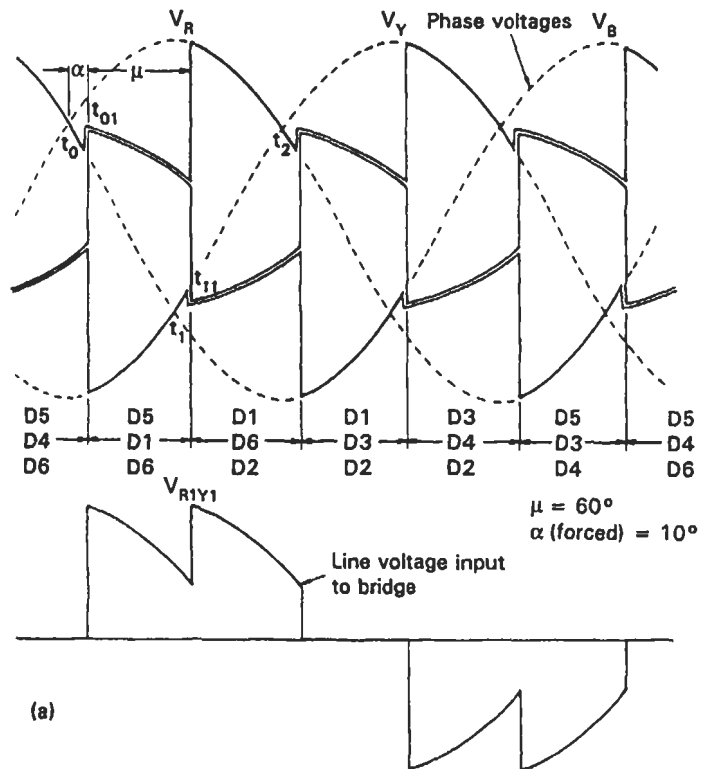 V_R
V_Y
Phase voltages
V_B
α
μ
t_01
t_0
t_2
t_11
t_1
D5 D5 D1 D1 D3 D5 D5
D4 D1 D6 D3 D4 D3 D4
D6 D6 D2 D2 D2 D4 D6
V_R1Y1
μ = 60°
α (forced) = 10°
Line voltage input
to bridge
(a)